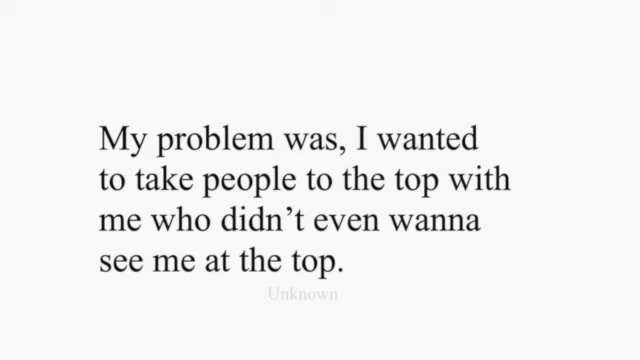 My problem was, I wanted
to take people to the top with
me who didn’t even wanna
see me at the top.
Unknown